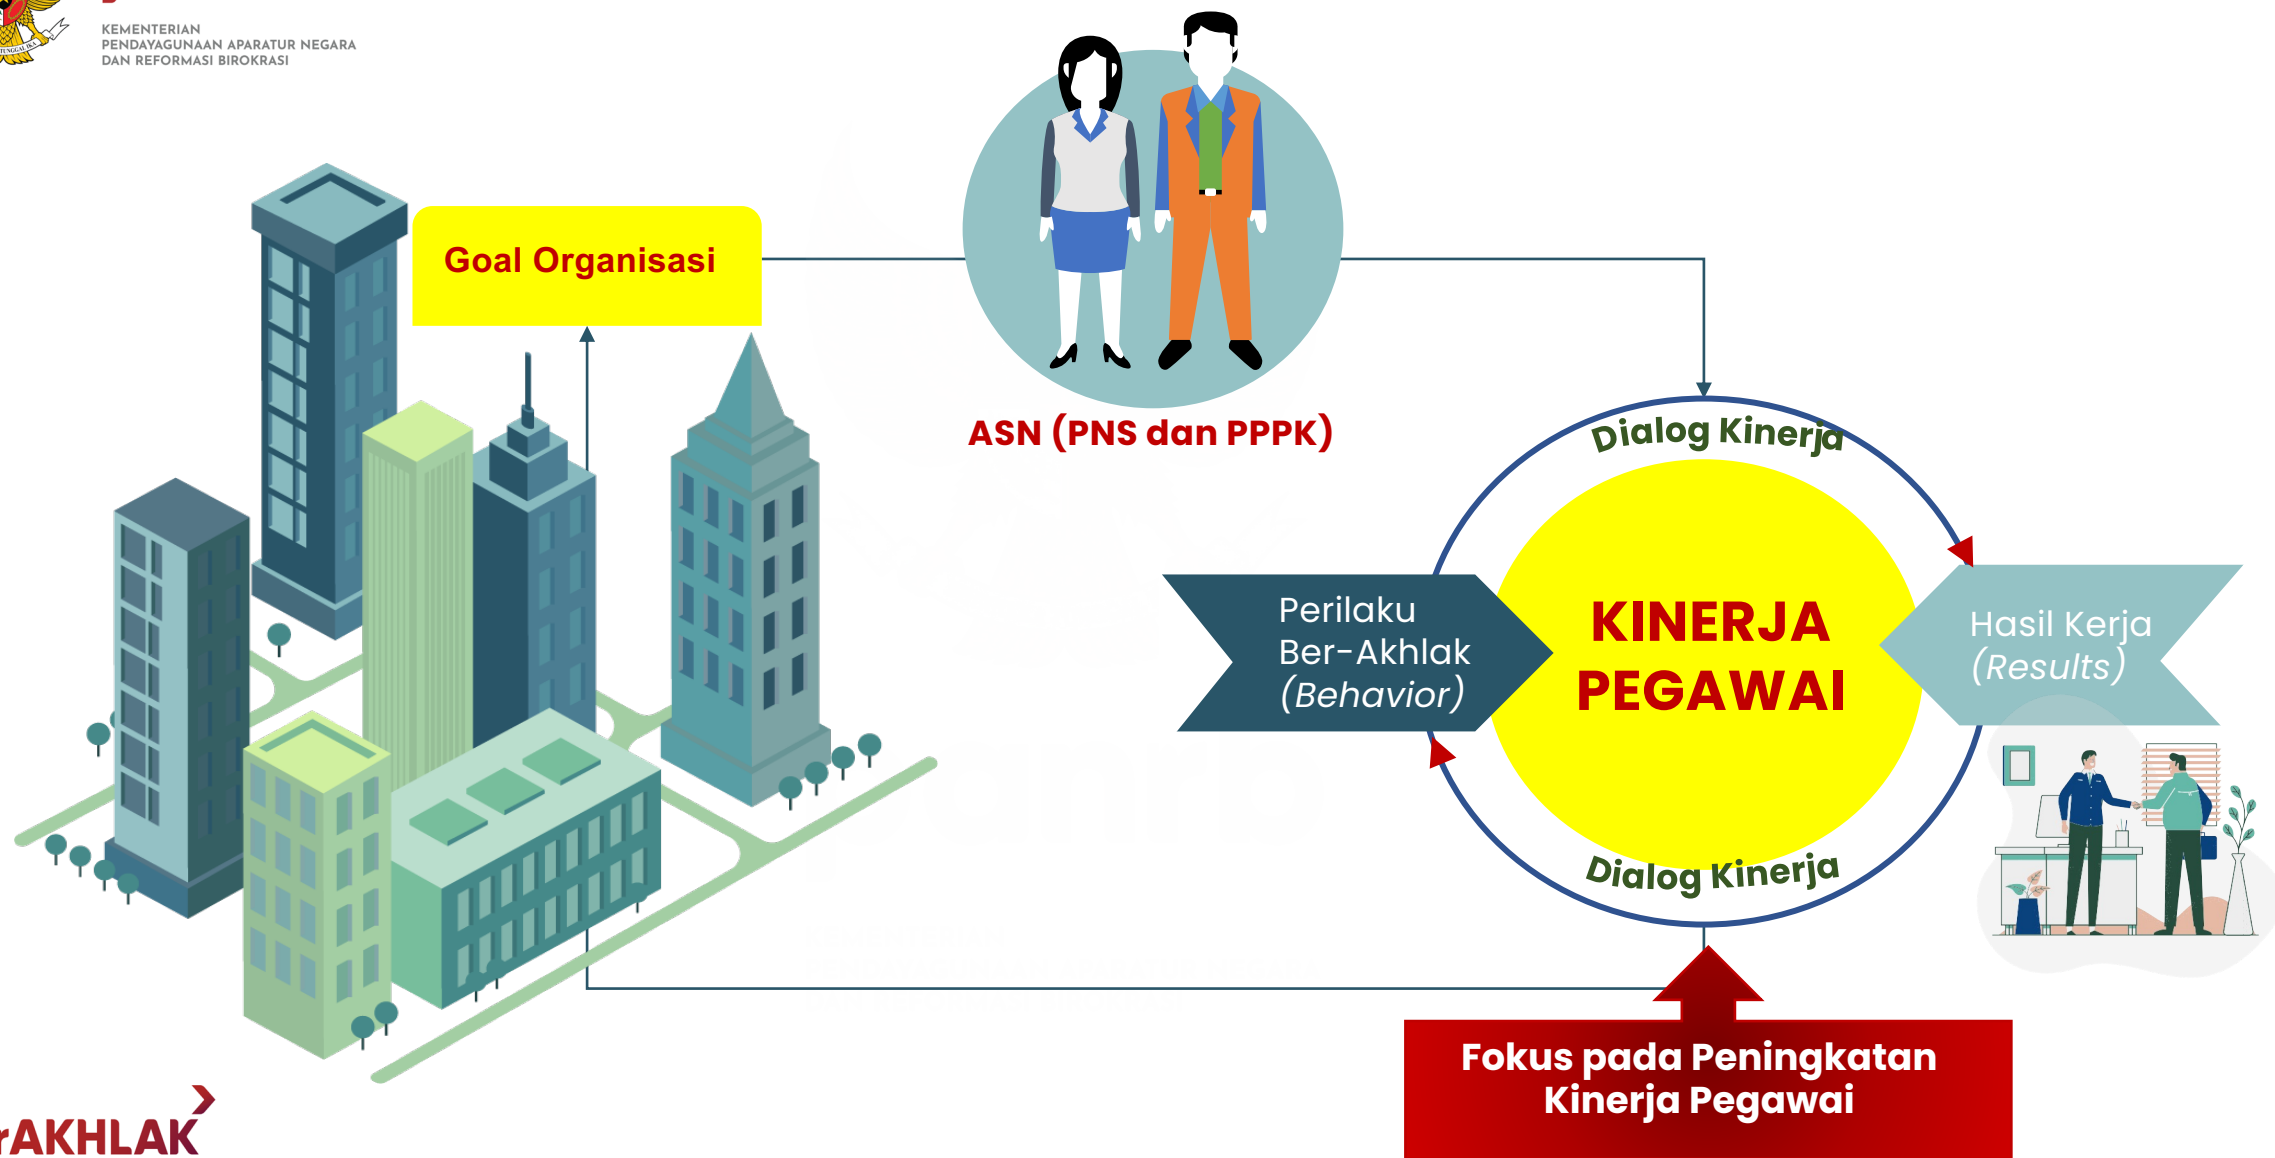 KEMENTERIAN
PENDAYAGUNAAN APARATUR NEGARA
DAN REFORMASI BIROKRASI
Goal Organisasi
ASN (PNS dan PPPK)
Dialog Kinerja
Perilaku
Ber-Akhlak
(Behavior)
KINERJA
PEGAWAI
Hasil Kerja
(Results)
Dialog Kinerja
Fokus pada Peningkatan
Kinerja Pegawai
rAKHLAK